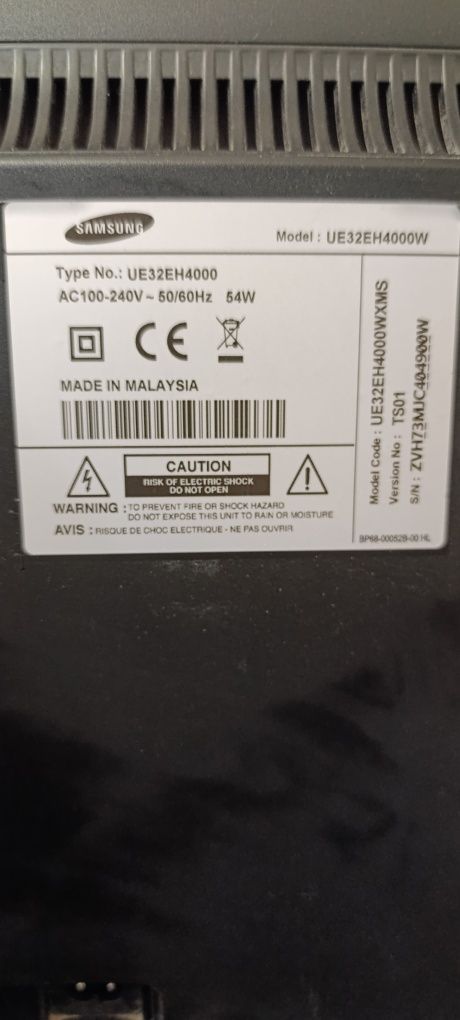 SAMSUNG
Model : UE32EH4000W
Type No.: UE32EH4000
AC100-240V ~ 50/60Hz 54W
CE
MADE IN MALAYSIA
CAUTION
RISK OF ELECTRIC SHOCK
DO NOT OPEN
WARNING : TO PREVENT FIRE OR SHOCK HAZARD
DO NOT EXPOSE THIS UNIT TO RAIN OR MOISTURE
AVIS : RISQUE DE CHOC ELECTRIQUE - NE PAS OUVRIR
Model Code : UE32EH4000WXMS
Version No : TS01
S/N : ZVH73MJC404900W
BP68-00052B-00 HL